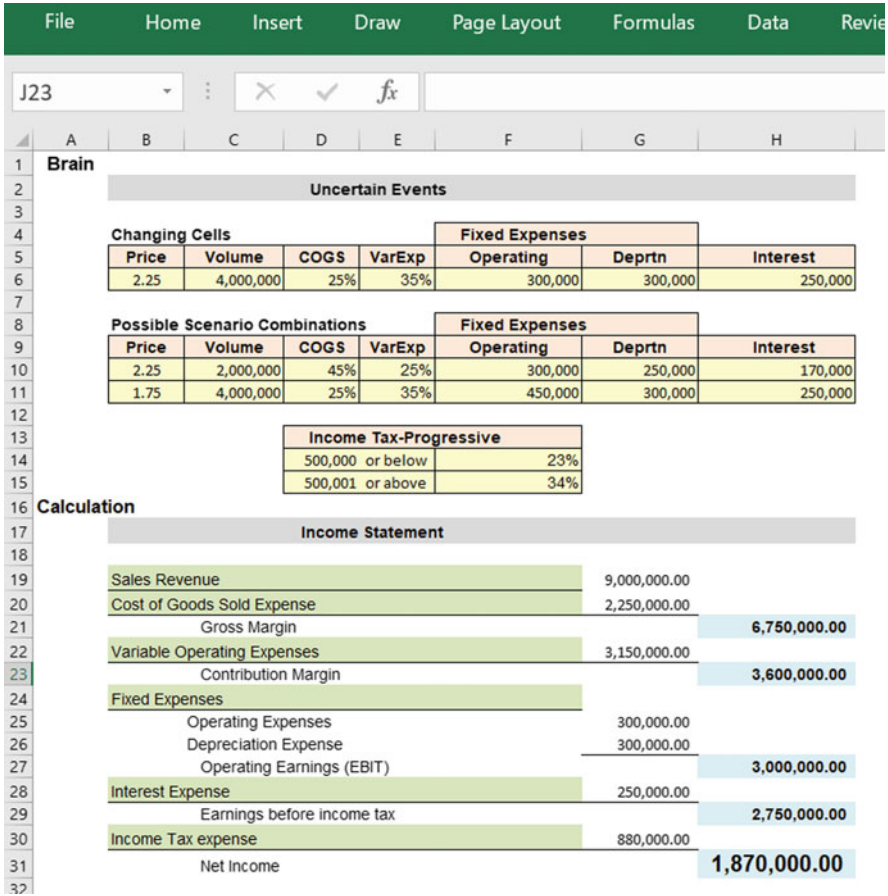 File Home Insert Draw Page Layout Formulas Data Revie
J23 fx
A B C D E F G H
1 Brain
2 Uncertain Events
3
4 Changing Cells Fixed Expenses
5 Price Volume COGS VarExp Operating Deprtn Interest
6 2.25 4,000,000 25% 35% 300,000 300,000 250,000
7
8 Possible Scenario Combinations Fixed Expenses
9 Price Volume COGS VarExp Operating Deprtn Interest
10 2.25 2,000,000 45% 25% 300,000 250,000 170,000
11 1.75 4,000,000 25% 35% 450,000 300,000 250,000
12
13 Income Tax-Progressive
14 500,000 or below 23%
15 500,001 or above 34%
16 Calculation
17 Income Statement
18
19 Sales Revenue 9,000,000.00
20 Cost of Goods Sold Expense 2,250,000.00
21 Gross Margin 6,750,000.00
22 Variable Operating Expenses 3,150,000.00
23 Contribution Margin 3,600,000.00
24 Fixed Expenses
25 Operating Expenses 300,000.00
26 Depreciation Expense 300,000.00
27 Operating Earnings (EBIT) 3,000,000.00
28 Interest Expense 250,000.00
29 Earnings before income tax 2,750,000.00
30 Income Tax expense 880,000.00
31 Net Income 1,870,000.00
32